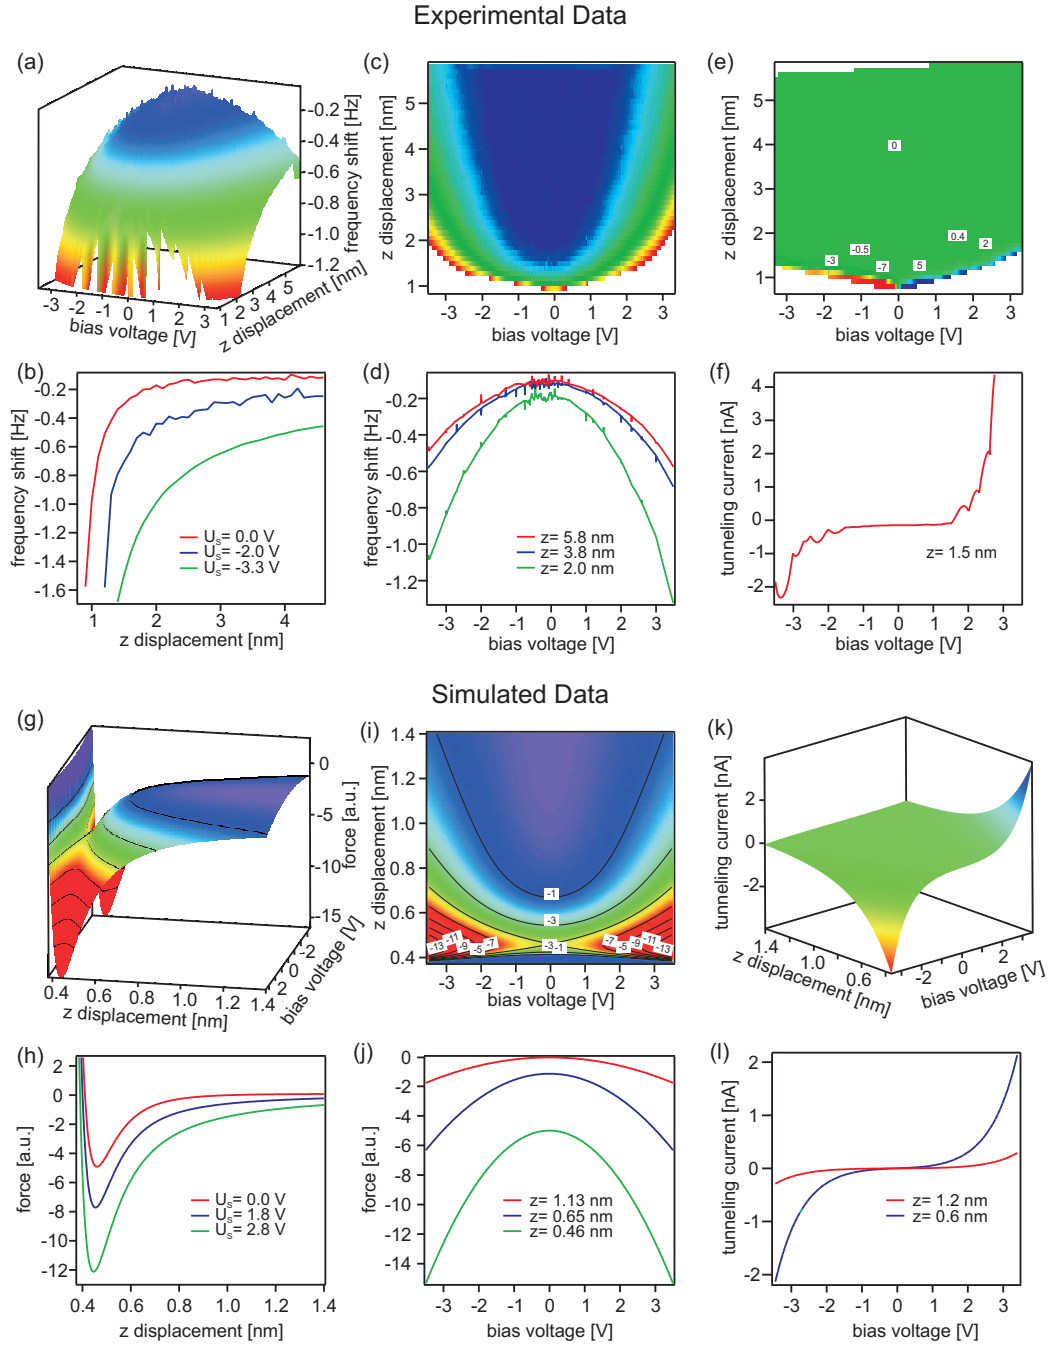 Experimental Data
(a)
-0.2
-0.4
-0.6
-0.8
-1.0
-1.2
frequency shift [Hz]
-3 -2 -1 0 1 2 3
bias voltage [V]
1 2 3 4 5
z displacement [nm]
(c)
5
4
3
2
1
z displacement [nm]
-3 -2 -1 0 1 2 3
bias voltage [V]
(e)
5
4
3
2
1
z displacement [nm]
0
0.4
2
-0.5
-3
-7
5
-3 -2 -1 0 1 2 3
bias voltage [V]
(b)
-0.2
-0.4
-0.6
-0.8
-1.0
-1.2
-1.4
-1.6
frequency shift [Hz]
Us= 0.0 V
Us= -2.0 V
Us= -3.3 V
1 2 3 4
z displacement [nm]
(d)
-0.2
-0.4
-0.6
-0.8
-1.0
-1.2
frequency shift [Hz]
z= 5.8 nm
z= 3.8 nm
z= 2.0 nm
-3 -2 -1 0 1 2 3
bias voltage [V]
(f)
4
3
2
1
0
-1
-2
tunneling current [nA]
z= 1.5 nm
-3 -2 -1 0 1 2 3
bias voltage [V]
Simulated Data
(g)
0
-5
-10
-15
force [a.u.]
-2
0
2
bias voltage [V]
0.4 0.6 0.8 1.0 1.2 1.4
z displacement [nm]
(i)
1.4
1.2
1.0
0.8
0.6
0.4
z displacement [nm]
-1
-3
-13 -11 -9 -5 -7 -3 -1 -7 -5 -9 -11 -13
-3 -2 -1 0 1 2 3
bias voltage [V]
(k)
2
0
-2
tunneling current [nA]
1.4 1.0 0.6
z displacement [nm]
-2 0 2
bias voltage [V]
(h)
2
0
-2
-4
-6
-8
-10
-12
force [a.u.]
Us= 0.0 V
Us= 1.8 V
Us= 2.8 V
0.4 0.6 0.8 1.0 1.2 1.4
z displacement [nm]
(j)
0
-2
-4
-6
-8
-10
-12
-14
force [a.u.]
z= 1.13 nm
z= 0.65 nm
z= 0.46 nm
-3 -2 -1 0 1 2 3
bias voltage [V]
(l)
2
1
0
-1
-2
tunneling current [nA]
z= 1.2 nm
z= 0.6 nm
-3 -2 -1 0 1 2 3
bias voltage [V]